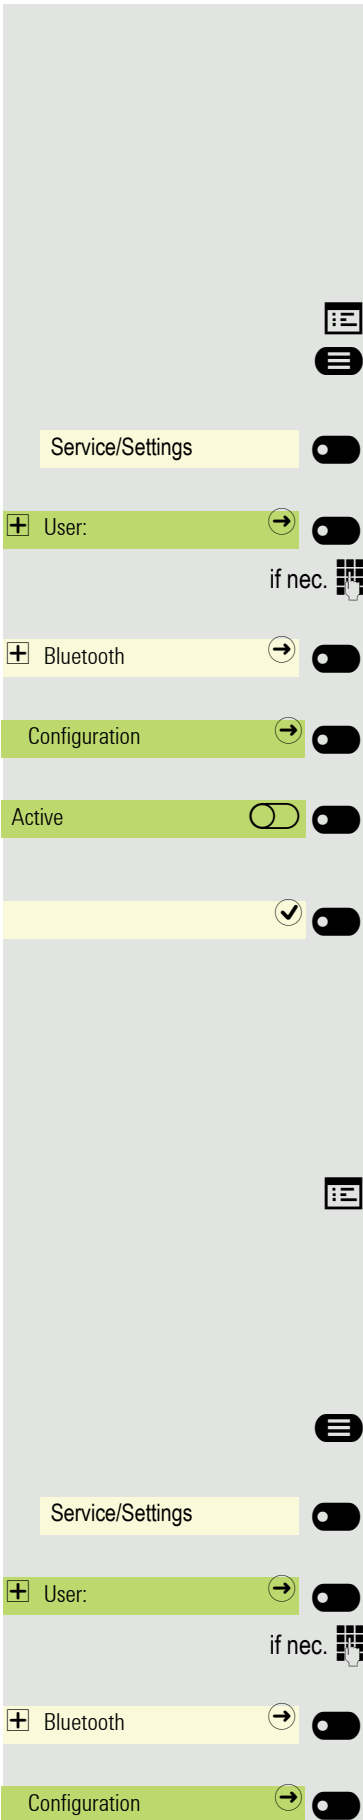 Service/Settings
User:
if nec.
Bluetooth
Configuration
Active
Service/Settings
User:
if nec.
Bluetooth
Configuration